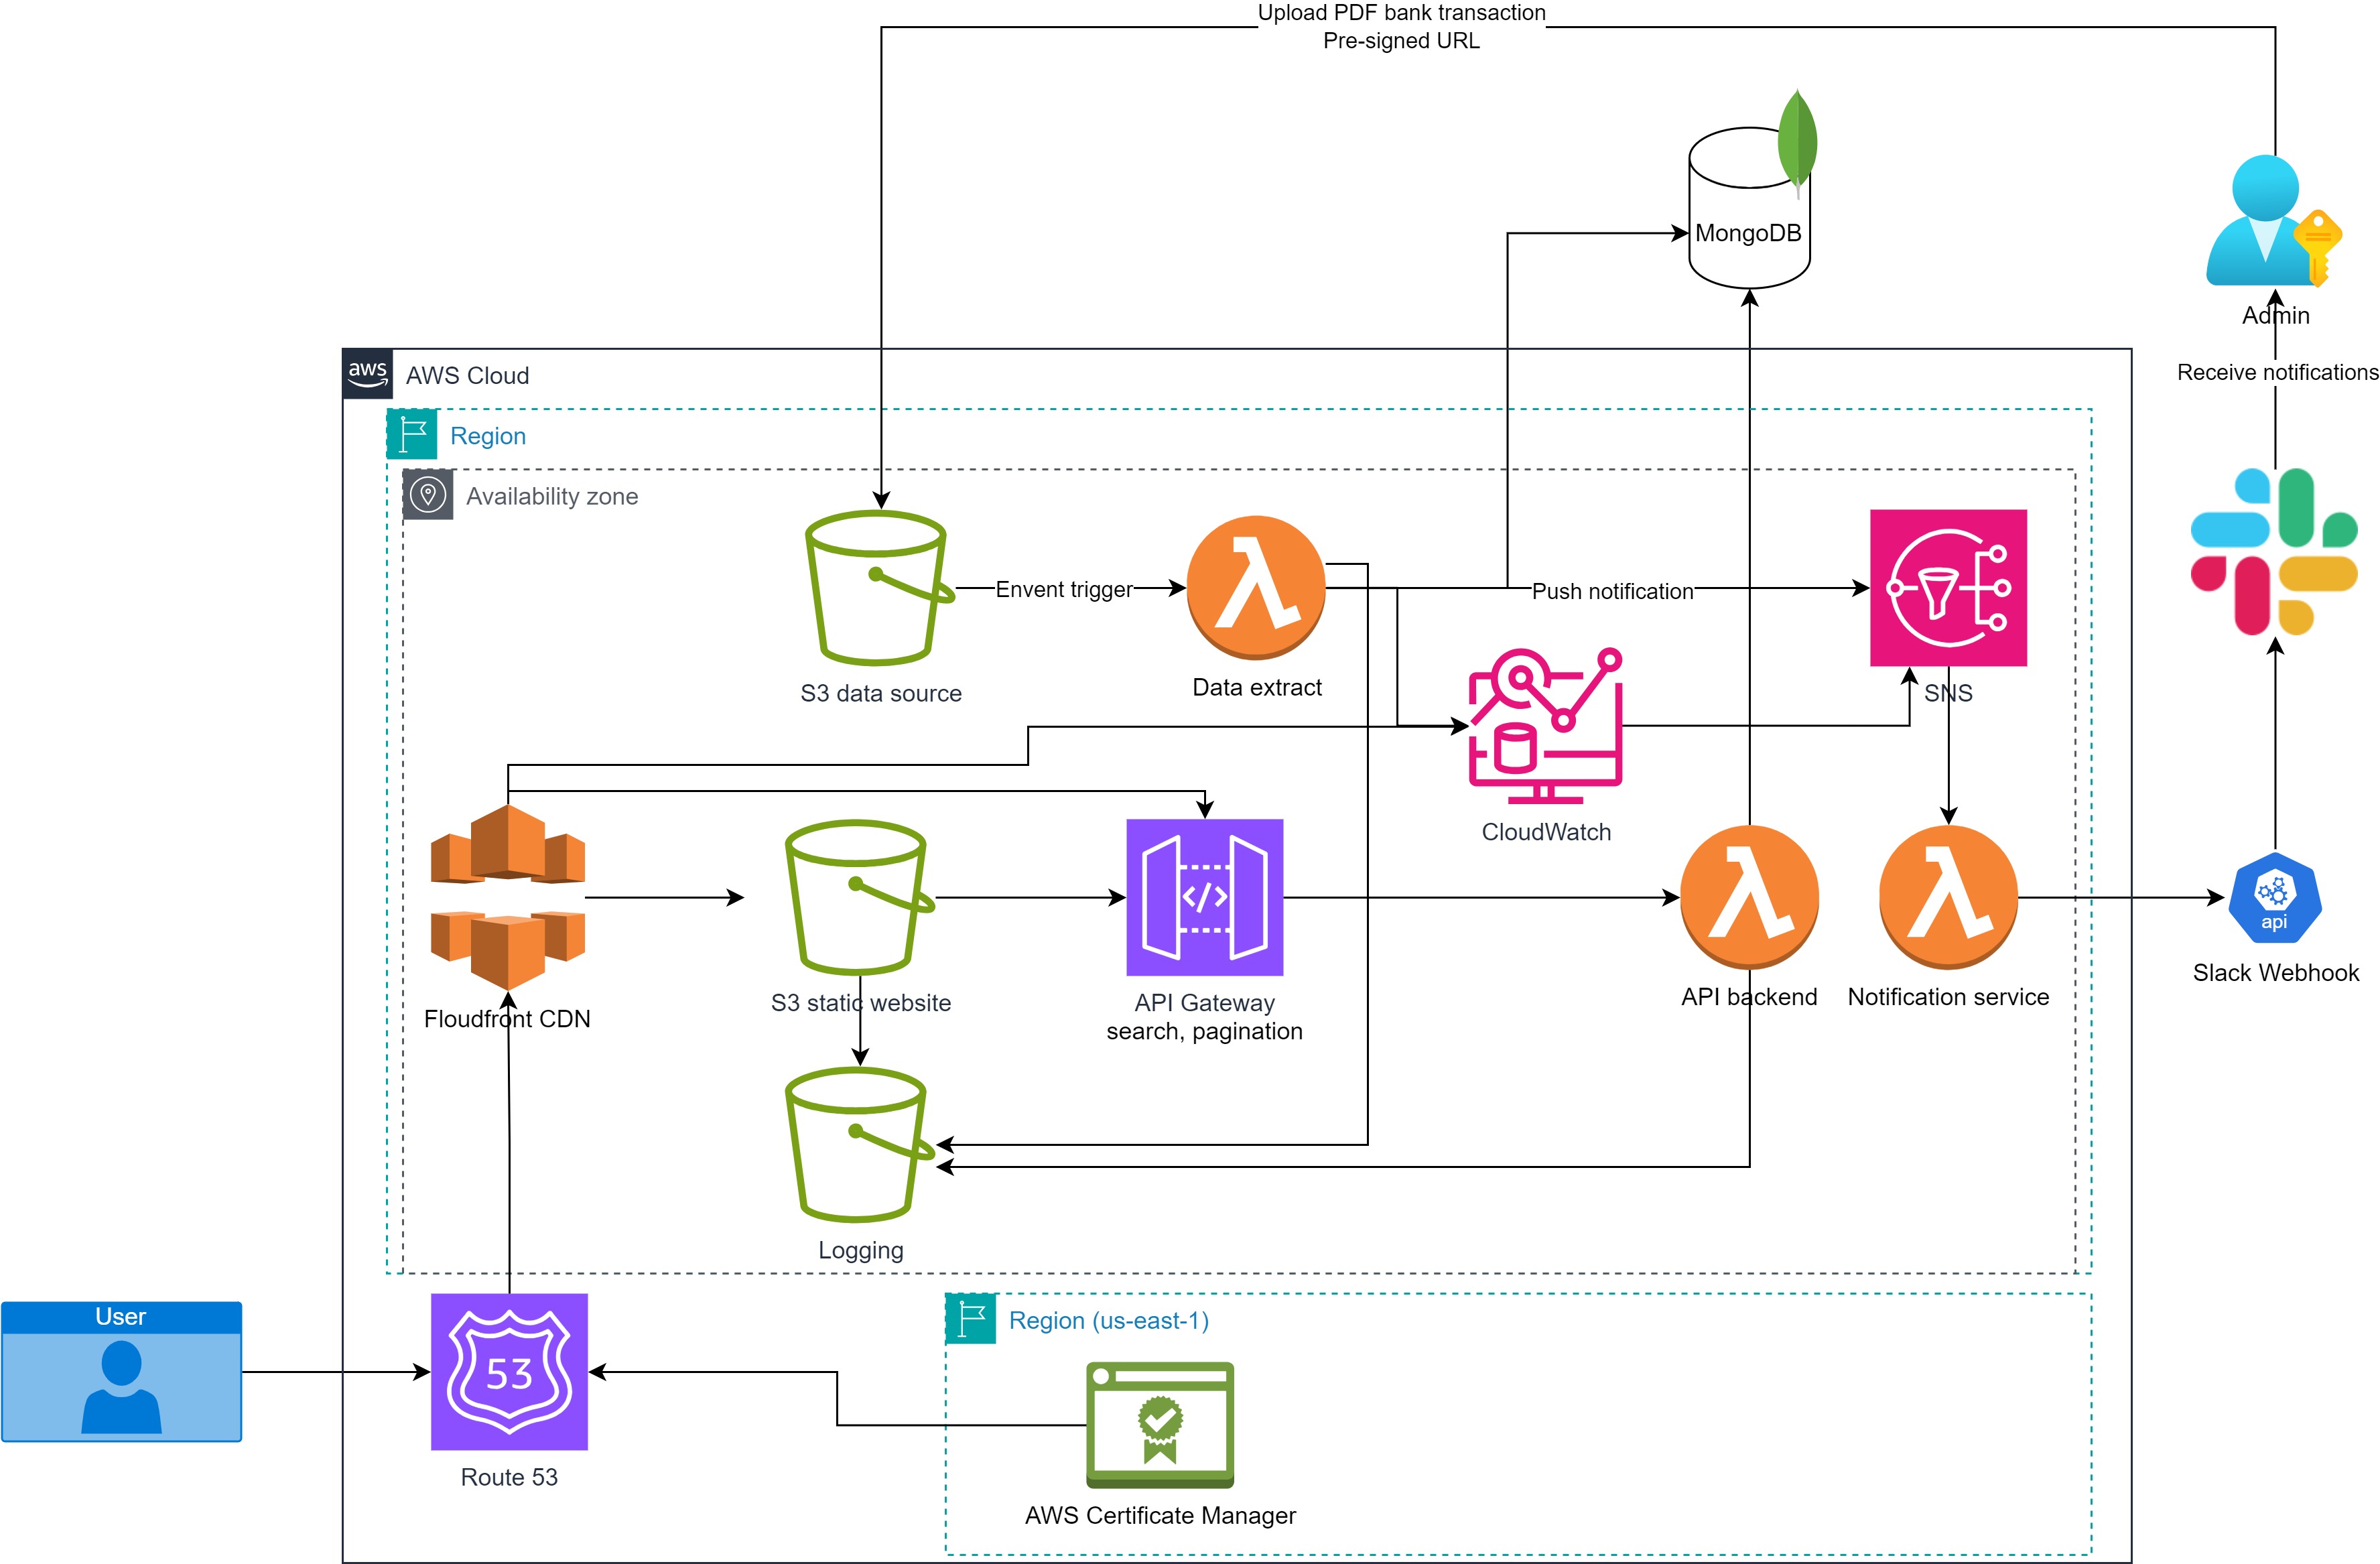 Upload PDF bank transaction
Pre-signed URL
MongoDB
Admin
aws
AWS Cloud
Receive notifications
Region
Availability zone
Envent trigger
Push notification
S3 data source
Data extract
SNS
CloudWatch
api
Slack Webhook
Floudfront CDN
S3 static website
API Gateway
search, pagination
API backend
Notification service
Logging
User
53
Route 53
Region (us-east-1)
AWS Certificate Manager